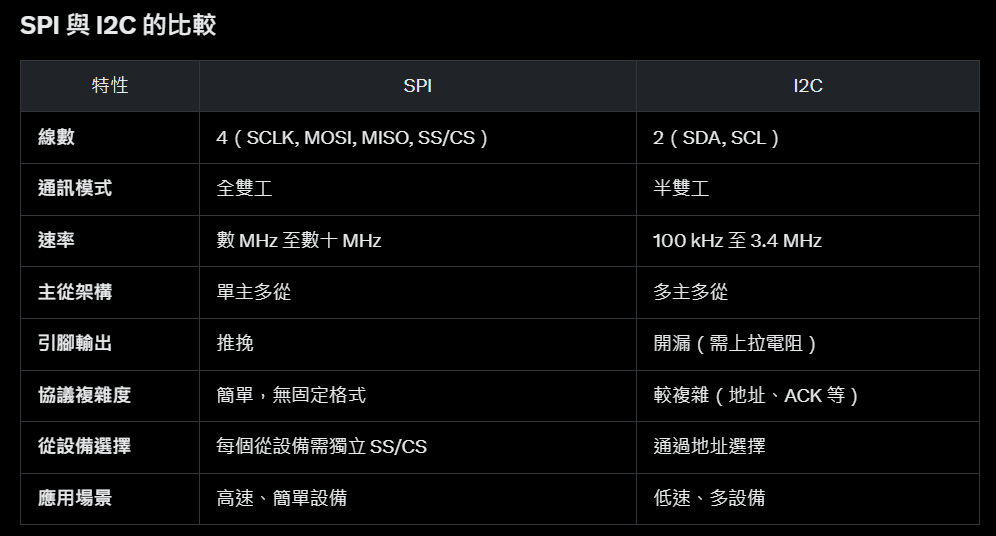 SPI 與 I2C 的比較
特性 SPI I2C
線數 4（SCLK, MOSI, MISO, SS/CS） 2（SDA, SCL）
通訊模式 全雙工 半雙工
速率 數 MHz 至數十 MHz 100 kHz 至 3.4 MHz
主從架構 單主多從 多主多從
引腳輸出 推挽 開漏（需上拉電阻）
協議複雜度 簡單，無固定格式 較複雜（地址、ACK 等）
從設備選擇 每個從設備需獨立 SS/CS 通過地址選擇
應用場景 高速、簡單設備 低速、多設備